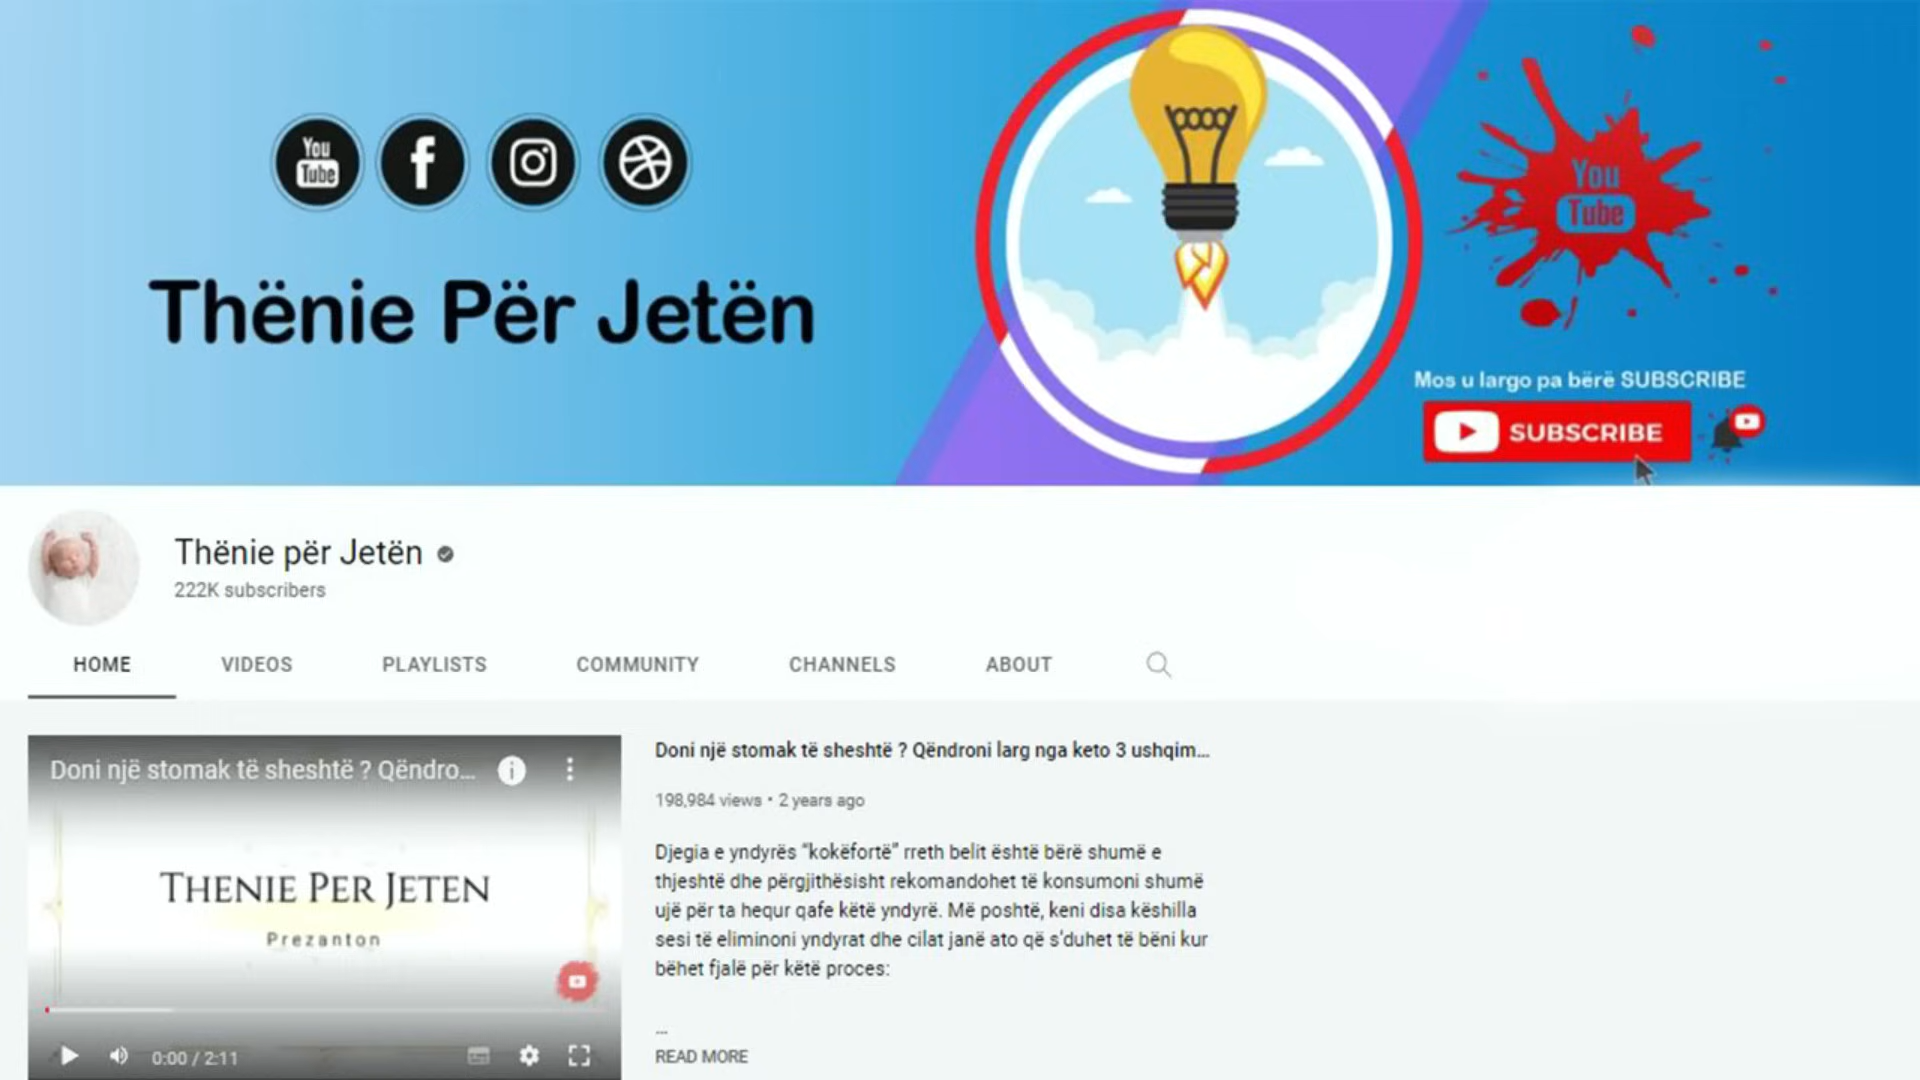 You
Tube
Thënie Për Jetën
You
Tube
Mos u largo pa bërë SUBSCRIBE
SUBSCRIBE
Thënie për Jetën
222K subscribers
HOME VIDEOS PLAYLISTS COMMUNITY CHANNELS ABOUT
Doni një stomak të sheshtë ? Qëndro...
THENIE PER JETEN
Prezanton
0:00 / 2:11
Doni një stomak të sheshtë ? Qëndroni larg nga keto 3 ushqim...
198,984 views • 2 years ago
Djegia e yndyrës “kokëfortë” rreth belit është bërë shumë e
thjeshtë dhe përgjithësisht rekomandohet të konsumoni shumë
ujë për ta hequr qafe këtë yndyrë. Më poshtë, keni disa këshilla
sesi të eliminoni yndyrat dhe cilat janë ato që s'duhet të bëni kur
bëhet fjalë për këtë proces:
...
READ MORE